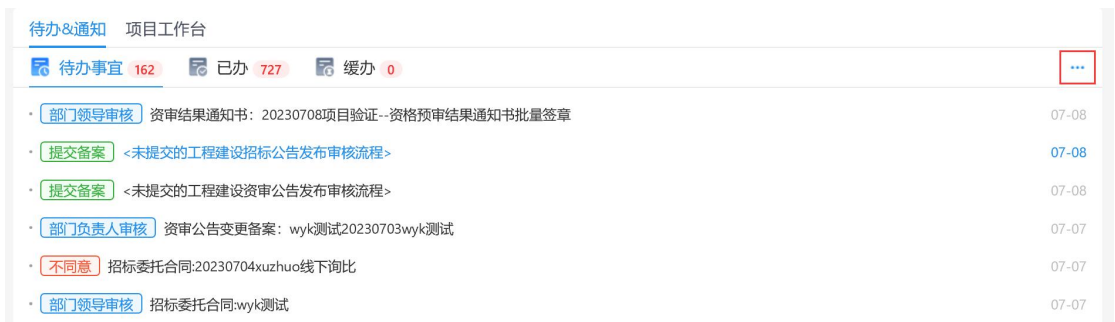 待办&通知 项目工作台
待办事宜 162 已办 727 缓办 0 ···
部门领导审核 资审结果通知书：20230708项目验证--资格预审结果通知书批量签章 07-08
提交备案 <未提交的工程建设招标公告发布审核流程> 07-08
提交备案 <未提交的工程建设资审公告发布审核流程> 07-08
部门负责人审核 资审公告变更备案：wyk测试20230703wyk测试 07-07
不同意 招标委托合同:20230704xuzhuo线下询比 07-07
部门领导审核 招标委托合同:wyk测试 07-07